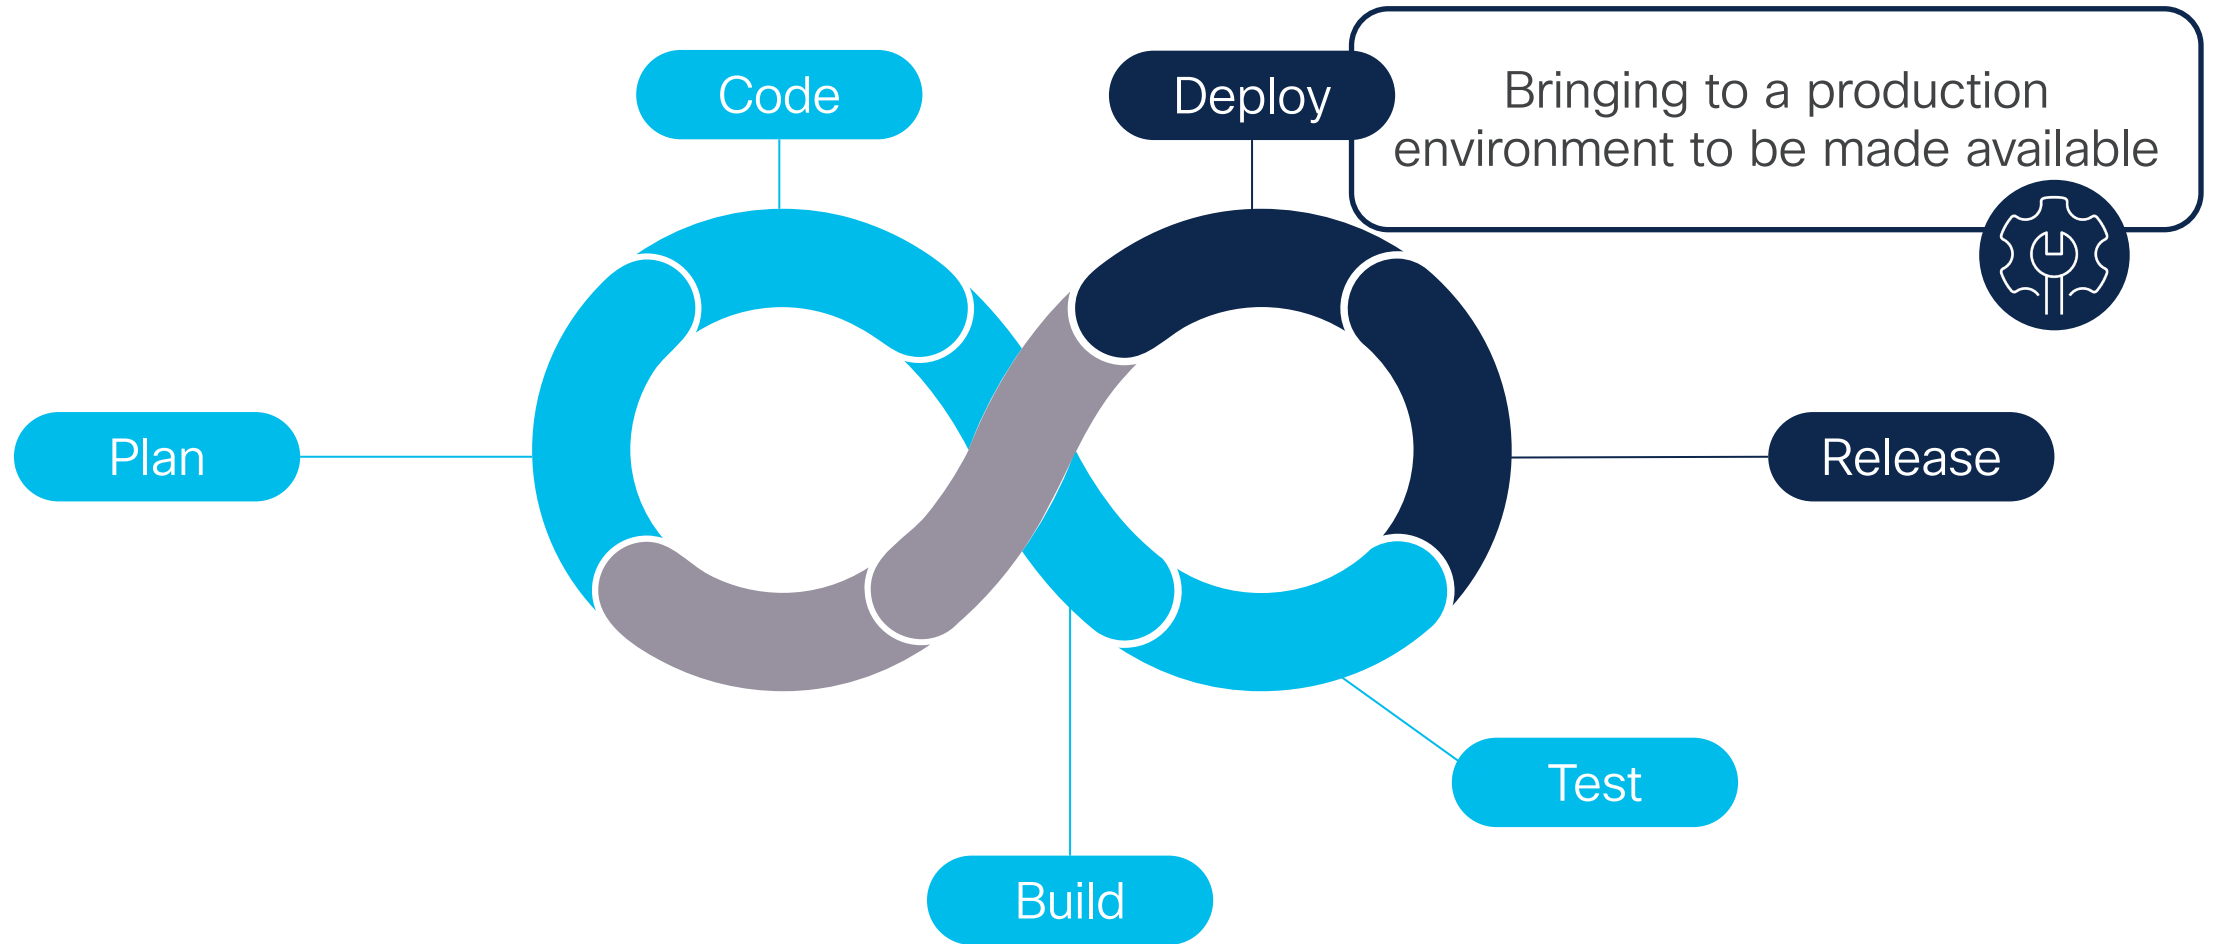 Code
Deploy
Bringing to a production
environment to be made available
Plan
Release
Test
Build